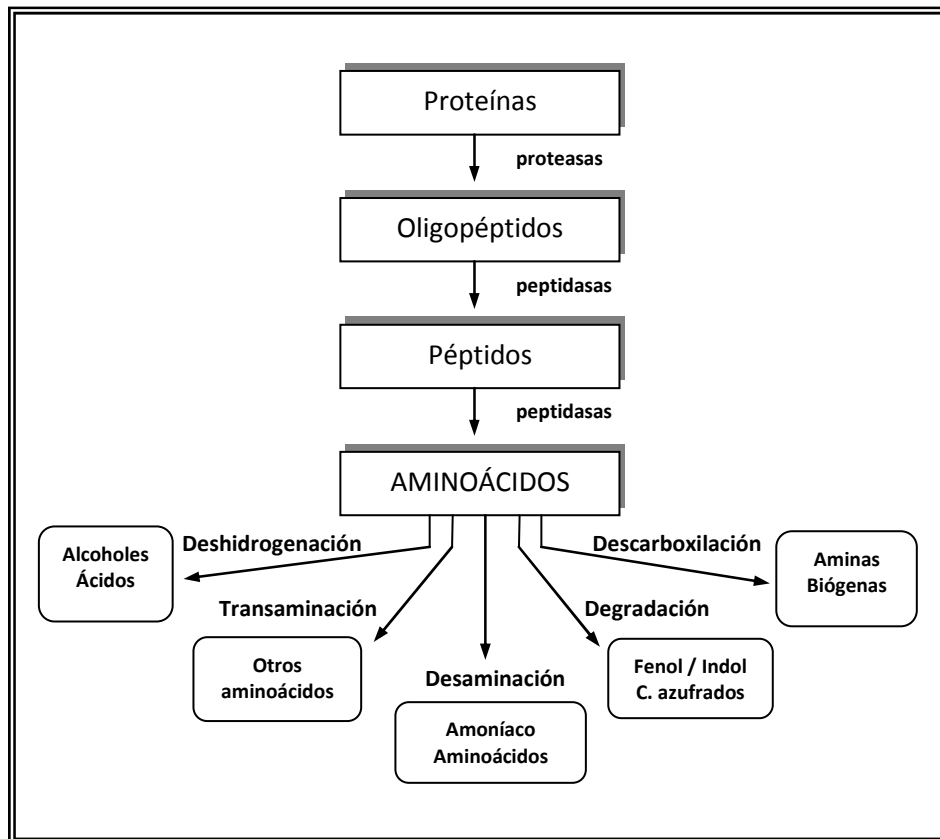 Proteínas
proteasas
Oligopéptidos
peptidasas
Péptidos
peptidasas
AMINOÁCIDOS
Deshidrogenación
Descarboxilación
Alcoholes
Ácidos
Aminas
Biógenas
Transaminación
Degradación
Otros
aminoácidos
Desaminación
Fenol / Indol
C. azufrados
Amoníaco
Aminoácidos